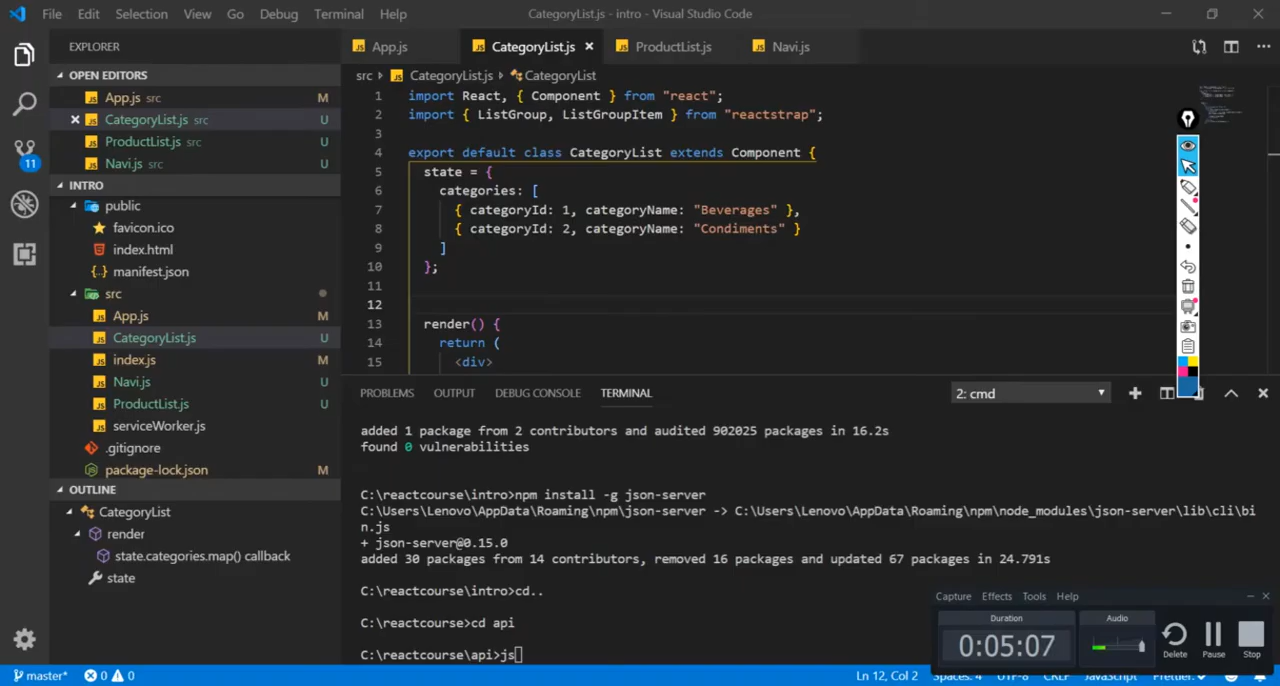 File Edit Selection View Go Debug Terminal Help CategoryList.js - intro - Visual Studio Code
EXPLORER
OPEN EDITORS
App.js src M
CategoryList.js src U
ProductList.js src U
Navi.js src U
INTRO
public
favicon.ico
index.html
manifest.json
src
App.js M
CategoryList.js U
index.js M
Navi.js U
ProductList.js U
serviceWorker.js
.gitignore
package-lock.json M
OUTLINE
CategoryList
render
state.categories.map() callback
state
11
App.js CategoryList.js ProductList.js Navi.js
src CategoryList.js CategoryList
1 import React, { Component } from "react";
2 import { ListGroup, ListGroupItem } from "reactstrap";
3
4 export default class CategoryList extends Component {
5 state = {
6 categories: [
7 { categoryId: 1, categoryName: "Beverages" },
8 { categoryId: 2, categoryName: "Condiments" }
9 ]
10 };
11
12
13 render() {
14 return (
15 <div>
PROBLEMS OUTPUT DEBUG CONSOLE TERMINAL 2: cmd
added 1 package from 2 contributors and audited 902025 packages in 16.2s
found 0 vulnerabilities
C:\reactcourse\intro>npm install -g json-server
C:\Users\Lenovo\AppData\Roaming\npm\json-server -> C:\Users\Lenovo\AppData\Roaming\npm\node_modules\json-server\lib\cli\bi
n.js
+ json-server@0.15.0
added 30 packages from 14 contributors, removed 16 packages and updated 67 packages in 24.791s
C:\reactcourse\intro>cd..
C:\reactcourse\intro>cd api
C:\reactcourse\api>js
Capture Effects Tools Help
Duration Audio
0:05:07
Delete Pause Stop
master* 0 0 Ln 12, Col 2 Spaces: 4 UTF-8 CRLF JavaScript Prettier